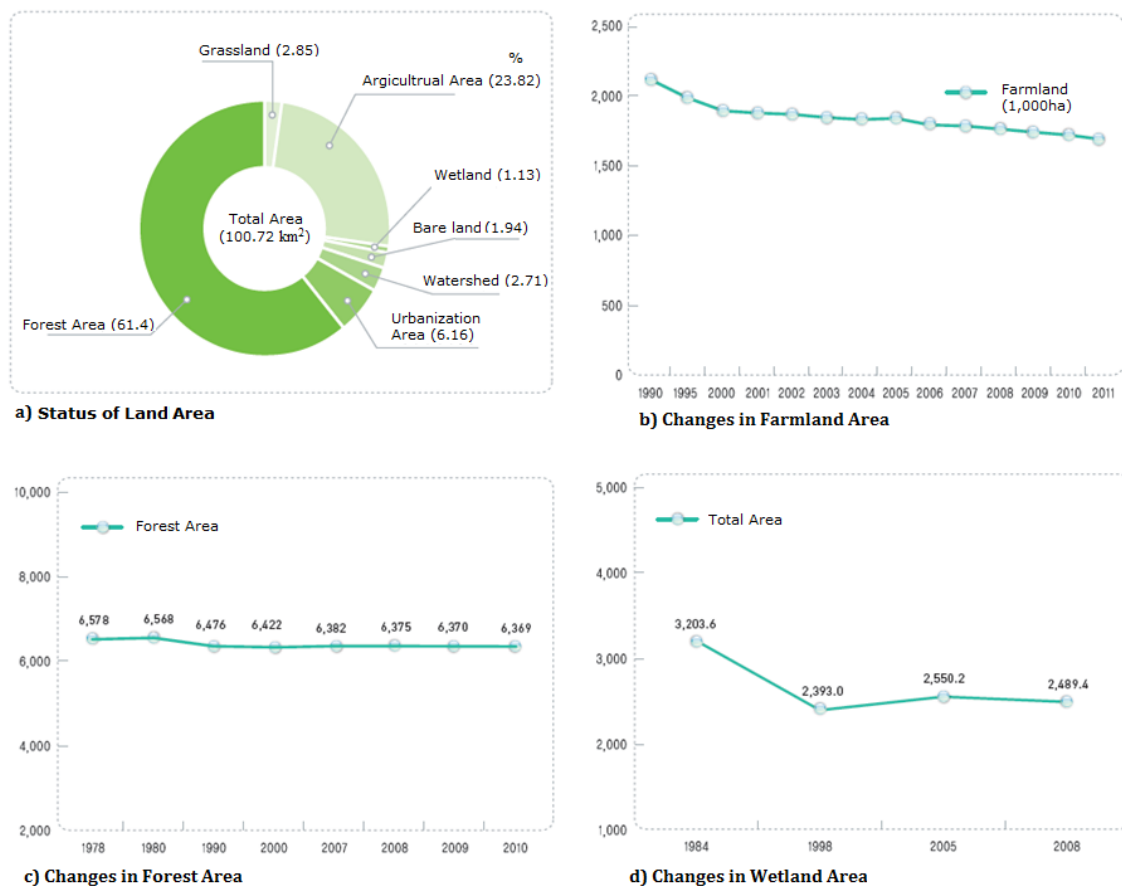 Grassland (2.85)
%
Argicultrual Area (23.82)
Wetland (1.13)
Bare land (1.94)
Total Area
(100.72 km²)
Watershed (2.71)
Urbanization
Area (6.16)
Forest Area (61.4)
a) Status of Land Area
2,500
2,000
1,500
1,000
500
0
Farmland
(1,000ha)
1990 1995 2000 2001 2002 2003 2004 2005 2006 2007 2008 2009 2010 2011
b) Changes in Farmland Area
10,000
8,000
6,000
4,000
2,000
Forest Area
6,578 6,568 6,476 6,422 6,382 6,375 6,370 6,369
1978 1980 1990 2000 2007 2008 2009 2010
c) Changes in Forest Area
5,000
4,000
3,000
2,000
1,000
Total Area
3,203.6
2,393.0
2,550.2
2,489.4
1984 1998 2005 2008
d) Changes in Wetland Area